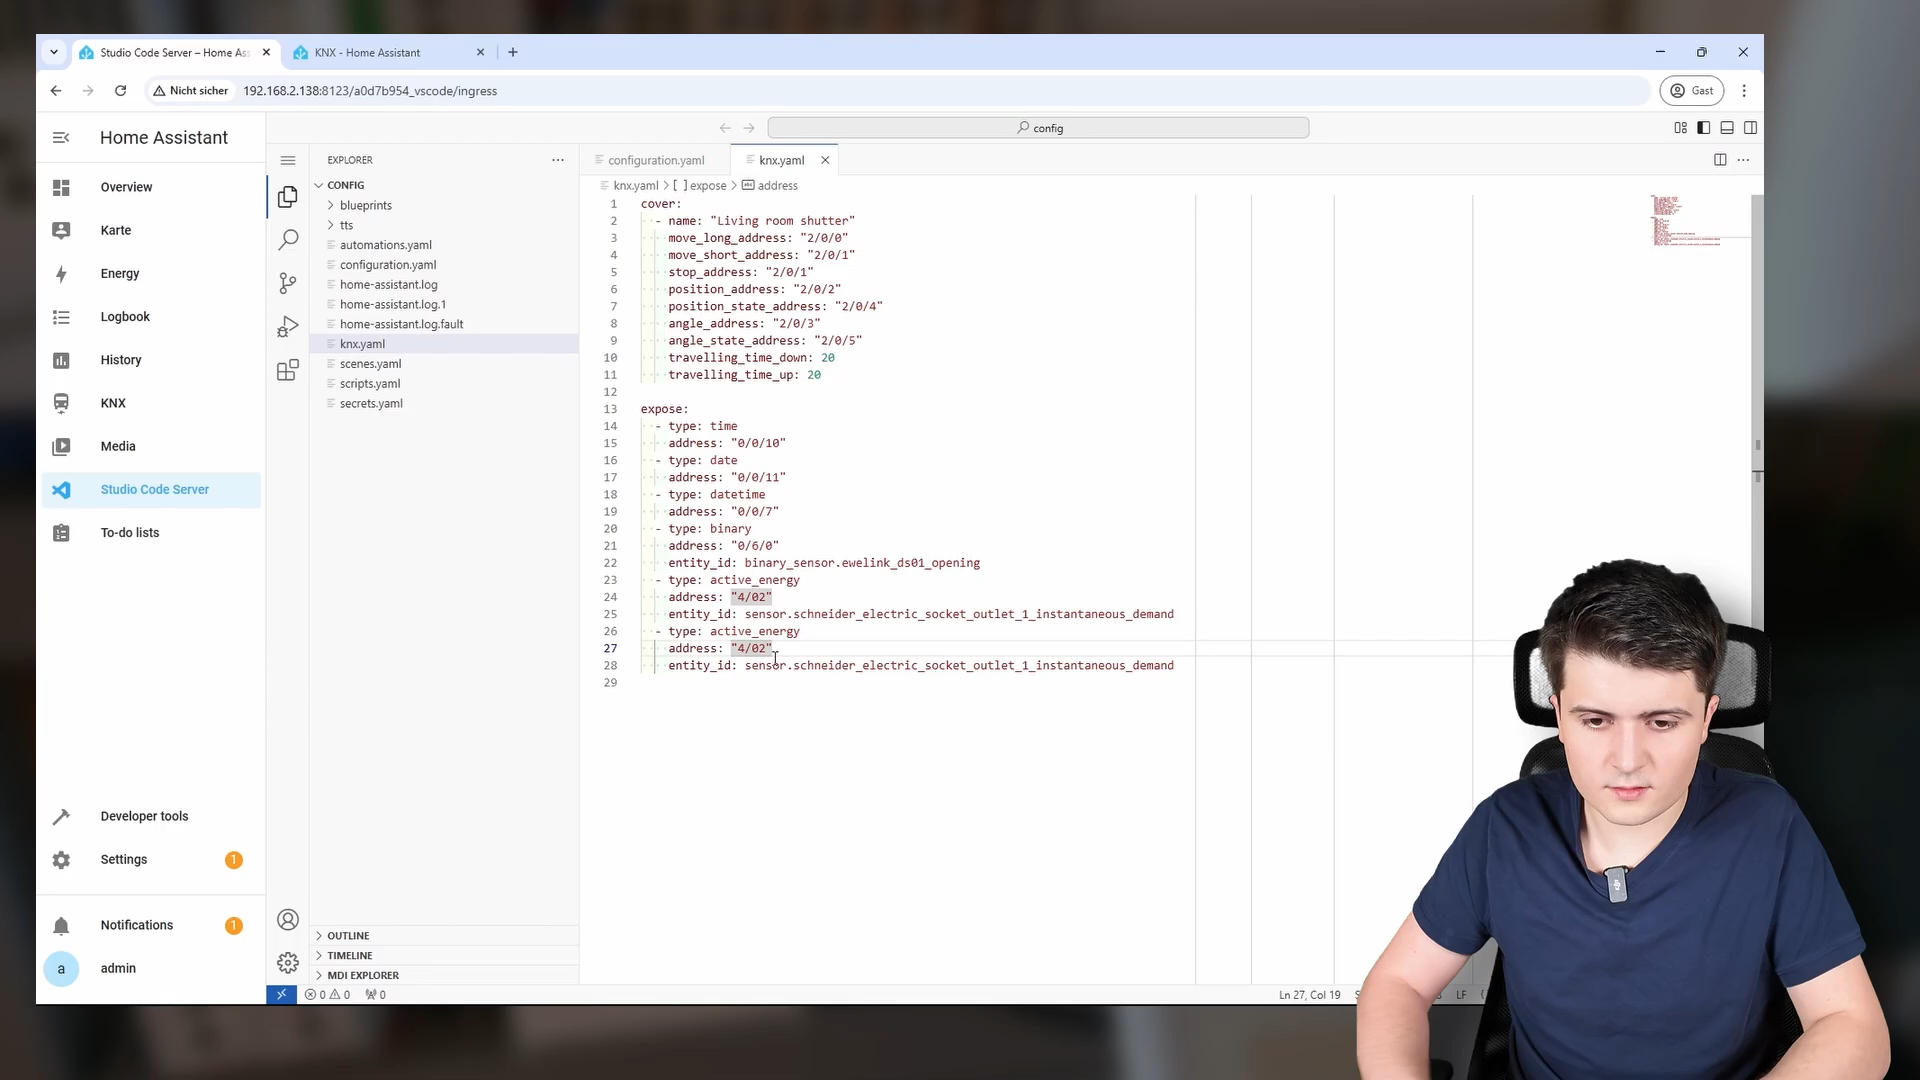 Studio Code Server – Home As
KNX - Home Assistant
Nicht sicher
192.168.2.138:8123/a0d7b954_vscode/ingress
Gast
Home Assistant
config
EXPLORER
configuration.yaml
knx.yaml
CONFIG
knx.yaml > [ ] expose > address
Overview
Karte
Energy
Logbook
History
KNX
Media
Studio Code Server
To-do lists
Developer tools
Settings
1
Notifications
1
a
admin
blueprints
tts
automations.yaml
configuration.yaml
home-assistant.log
home-assistant.log.1
home-assistant.log.fault
knx.yaml
scenes.yaml
scripts.yaml
secrets.yaml
OUTLINE
TIMELINE
MDI EXPLORER
1 cover:
2 - name: "Living room shutter"
3 move_long_address: "2/0/0"
4 move_short_address: "2/0/1"
5 stop_address: "2/0/1"
6 position_address: "2/0/2"
7 position_state_address: "2/0/4"
8 angle_address: "2/0/3"
9 angle_state_address: "2/0/5"
10 travelling_time_down: 20
11 travelling_time_up: 20
12
13 expose:
14 - type: time
15 address: "0/0/10"
16 - type: date
17 address: "0/0/11"
18 - type: datetime
19 address: "0/0/7"
20 - type: binary
21 address: "0/6/0"
22 entity_id: binary_sensor.ewelink_ds01_opening
23 - type: active_energy
24 address: "4/02"
25 entity_id: sensor.schneider_electric_socket_outlet_1_instantaneous_demand
26 - type: active_energy
27 address: "4/02"
28 entity_id: sensor.schneider_electric_socket_outlet_1_instantaneous_demand
29
0 0
0
Ln 27, Col 19
LF